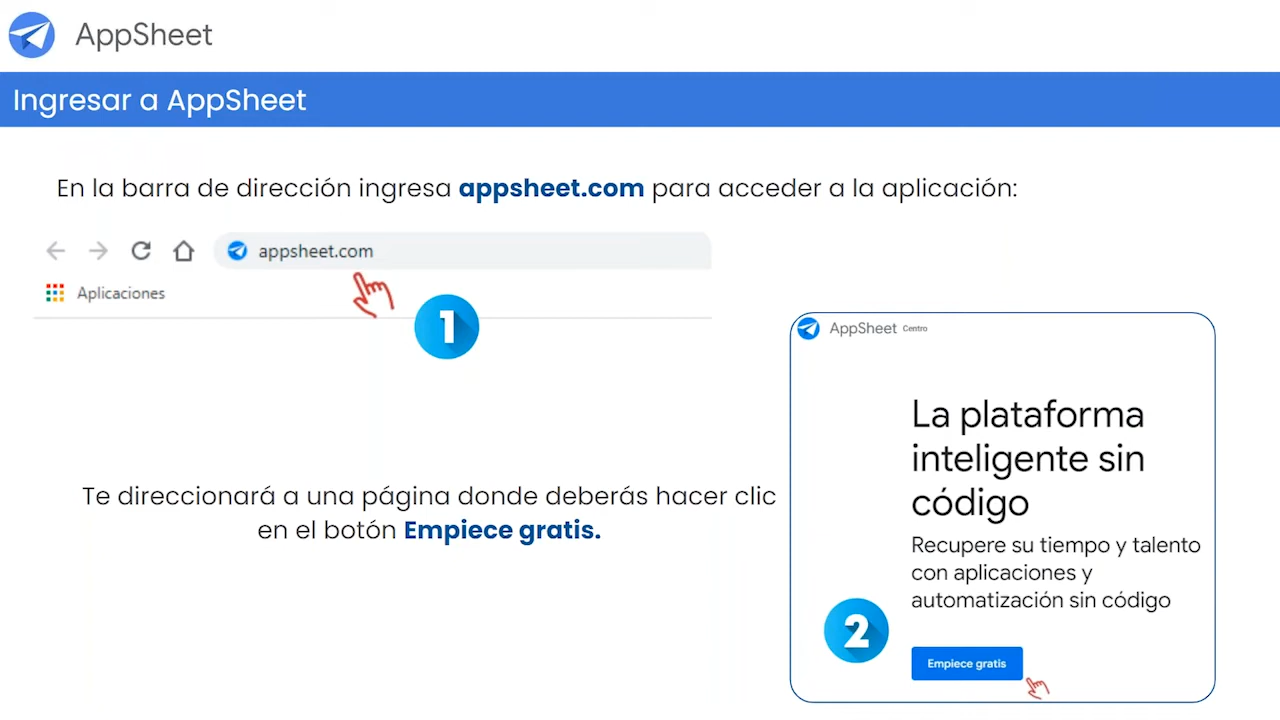 AppSheet
Ingresar a AppSheet
En la barra de dirección ingresa appsheet.com para acceder a la aplicación:
appsheet.com
Aplicaciones
1
AppSheet Centro
La plataforma
inteligente sin
código
Recupere su tiempo y talento
con aplicaciones y
automatización sin código
Te direccionará a una página donde deberás hacer clic
en el botón Empiece gratis.
2
Empiece gratis